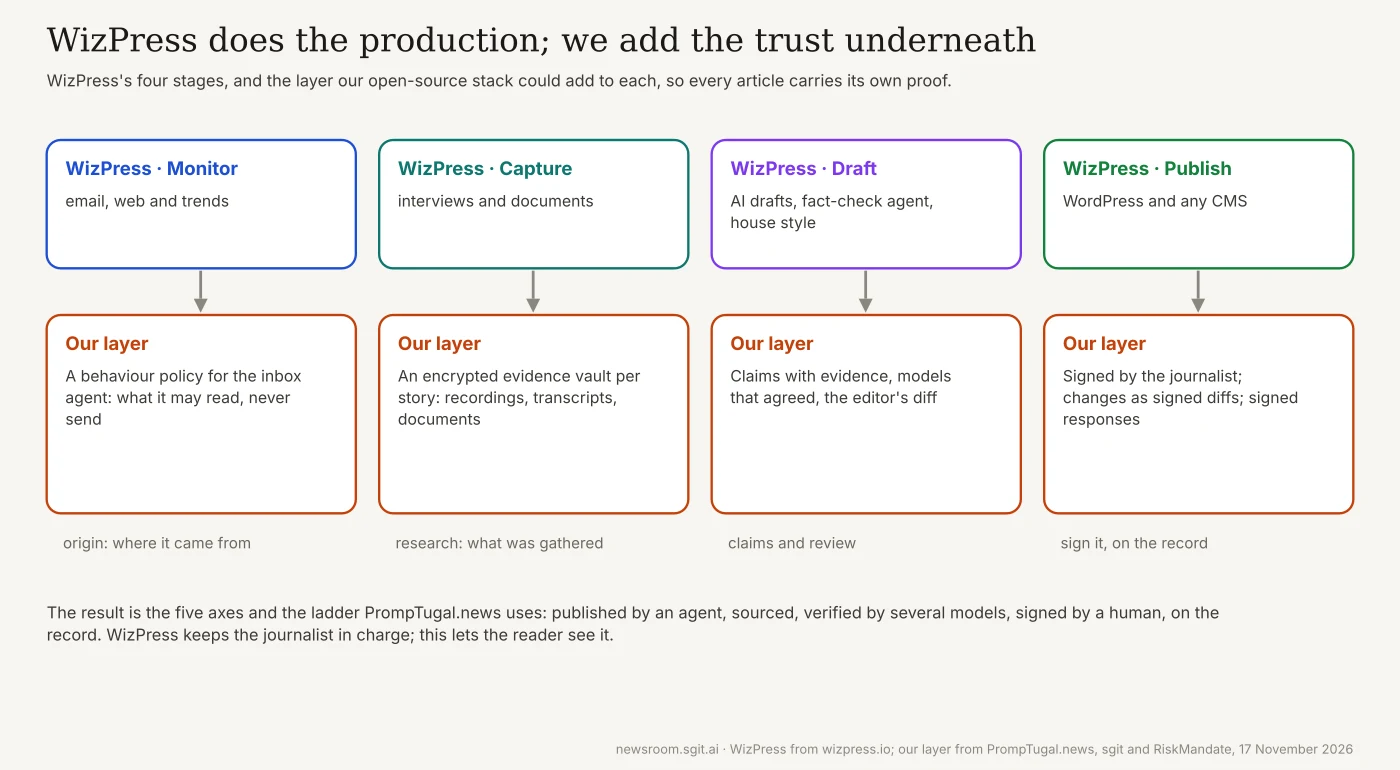 WizPress does the production; we add the trust underneath
WizPress's four stages, and the layer our open-source stack could add to each, so every article carries its own proof.
WizPress · Monitor
email, web and trends
WizPress · Capture
interviews and documents
WizPress · Draft
AI drafts, fact-check agent,
house style
WizPress · Publish
WordPress and any CMS
Our layer
A behaviour policy for the inbox
agent: what it may read, never
send
Our layer
An encrypted evidence vault per
story: recordings, transcripts,
documents
Our layer
Claims with evidence, models
that agreed, the editor's diff
Our layer
Signed by the journalist;
changes as signed diffs; signed
responses
origin: where it came from
research: what was gathered
claims and review
sign it, on the record
The result is the five axes and the ladder PrompTugal.news uses: published by an agent, sourced, verified by several models, signed by a human, on the
record. WizPress keeps the journalist in charge; this lets the reader see it.
newsroom.sgit.ai · WizPress from wizpress.io; our layer from PrompTugal.news, sgit and RiskMandate, 17 November 2026